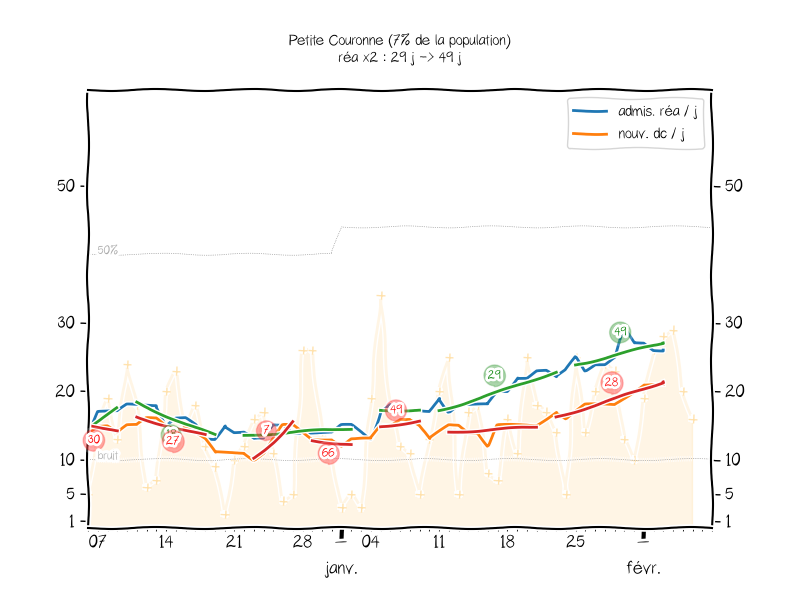 Petite Couronne (7% de la population)
réa x2 : 29 j -> 49 j
admis. réa / j
nouv. dc / j
50 50
50%
49
30 30
29
28
20 20
49
30 27 7
66
bruit
10 10
5 5
1 1
07 14 21 28 04 11 18 25
janv. févr.